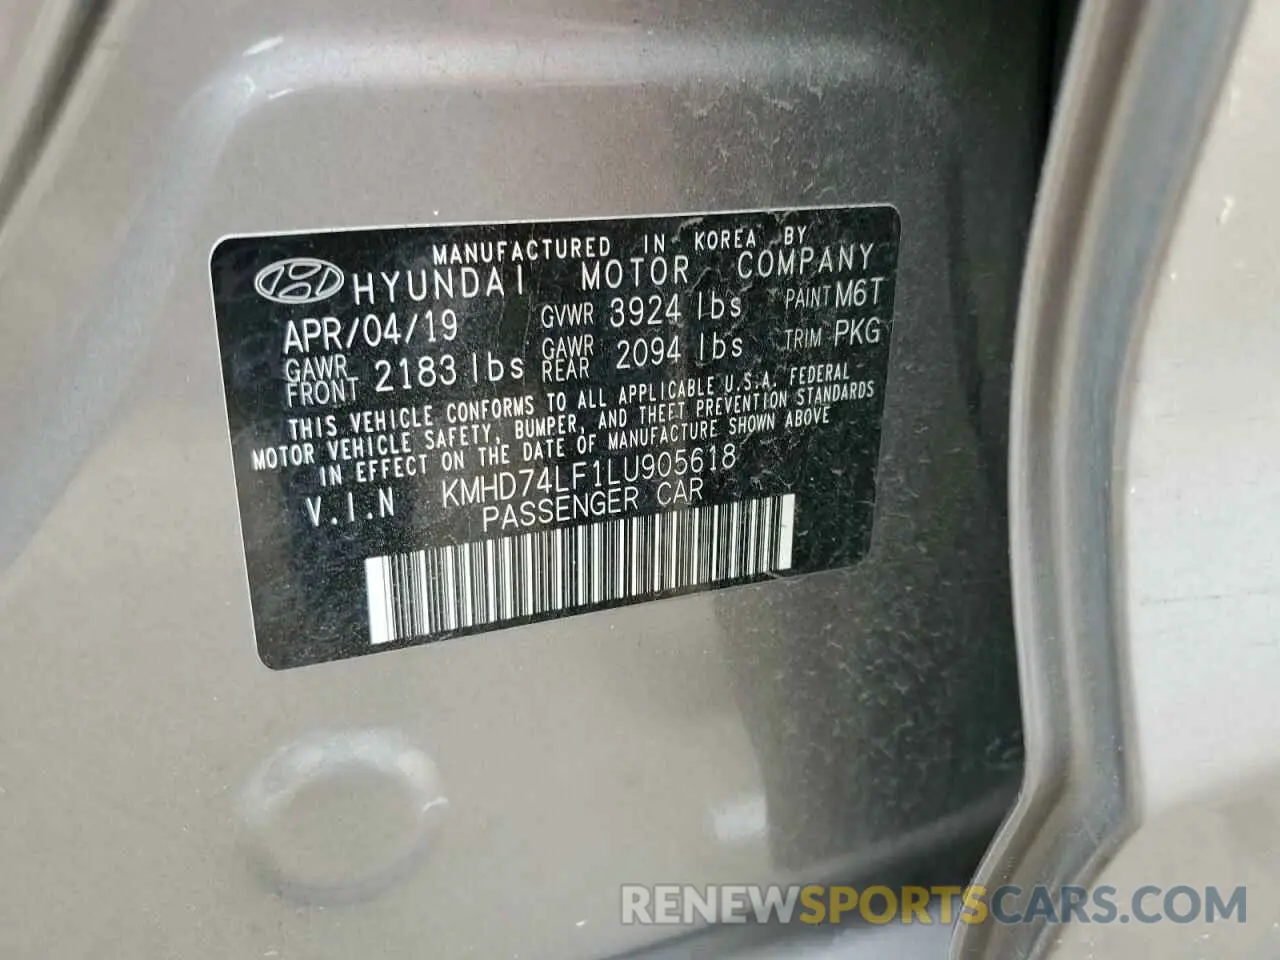 MANUFACTURED IN KOREA BY
HYUNDAI MOTOR COMPANY
APR/04/19 GVWR 3924 lbs PAINT M6T
GAWR FRONT 2183 lbs GAWR REAR 2094 lbs TRIM PKG
THIS VEHICLE CONFORMS TO ALL APPLICABLE U.S.A. FEDERAL
MOTOR VEHICLE SAFETY, BUMPER, AND THEFT PREVENTION STANDARDS
IN EFFECT ON THE DATE OF MANUFACTURE SHOWN ABOVE
V.I.N KMHD74LF1LU905618
PASSENGER CAR
RENEWSPORTSCARS.COM